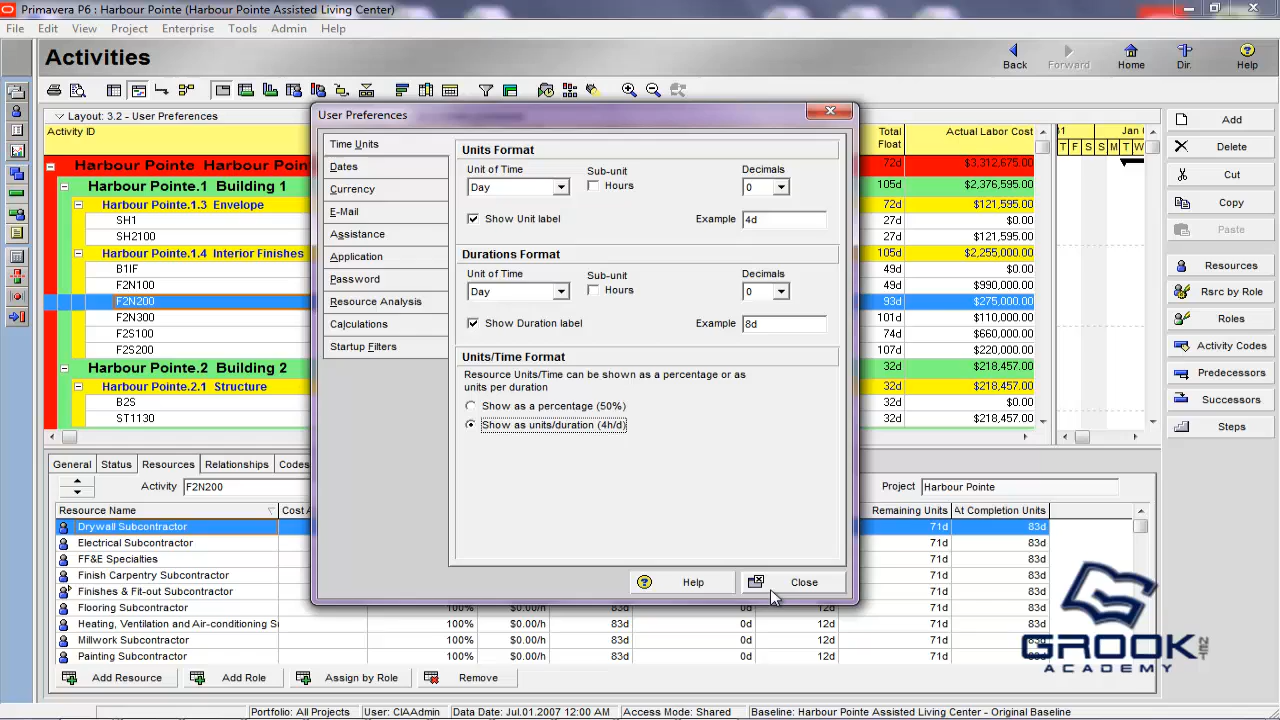 Primavera P6 : Harbour Pointe (Harbour Pointe Assisted Living Center)
File Edit View Project Enterprise Tools Admin Help
Activities
Back Forward Home Dir. Help
Layout: 3.2 - User Preferences
Activity ID
Total Float
Actual Labor Cost
Jan
T F S S M T W T F
Harbour Pointe Harbour Pointe 72d $3,312,675.00
Harbour Pointe.1 Building 1 105d $2,376,595.00
Harbour Pointe.1.3 Envelope 72d $121,595.00
SH1 27d $0.00
SH2100 27d $121,595.00
Harbour Pointe.1.4 Interior Finishes 105d $2,255,000.00
B1IF 49d $0.00
F2N100 49d $990,000.00
F2N200 93d $275,000.00
F2N300 101d $110,000.00
F2S100 74d $660,000.00
F2S200 107d $220,000.00
Harbour Pointe.2 Building 2 32d $218,457.00
Harbour Pointe.2.1 Structure 32d $218,457.00
B2S 32d $0.00
ST1130 32d $218,457.00
User Preferences
Time Units
Dates
Currency
E-Mail
Assistance
Application
Password
Resource Analysis
Calculations
Startup Filters
Units Format
Unit of Time Sub-unit Decimals
Day Hours 0
Show Unit label Example 4d
Durations Format
Unit of Time Sub-unit Decimals
Day Hours 0
Show Duration label Example 8d
Units/Time Format
Resource Units/Time can be shown as a percentage or as
units per duration
Show as a percentage (50%)
Show as units/duration (4h/d)
Help Close
Add
Delete
Cut
Copy
Paste
Resources
Rsrc by Role
Roles
Activity Codes
Predecessors
Successors
Steps
General Status Resources Relationships Codes
Activity F2N200 Project Harbour Pointe
Resource Name Cost A Remaining Units At Completion Units
Drywall Subcontractor 71d 83d
Electrical Subcontractor 71d 83d
FF&E Specialties 71d 83d
Finish Carpentry Subcontractor 71d 83d
Finishes & Fit-out Subcontractor 71d 83d
Flooring Subcontractor 100% $0.00/h 83d 0d 12d 71d
Heating, Ventilation and Air-conditioning Su 100% $0.00/h 83d 0d 12d 71d
Millwork Subcontractor 100% $0.00/h 83d 0d 12d 71d
Painting Subcontractor 100% $0.00/h 83d 0d 12d 71d 83d
GROOK .NET
ACADEMY
Add Resource Add Role Assign by Role Remove
Portfolio: All Projects User: CIAAdmin Data Date: Jul.01.2007 12:00 AM Access Mode: Shared Baseline: Harbour Pointe Assisted Living Center - Original Baseline